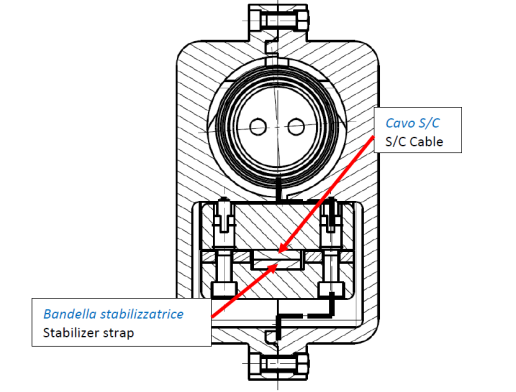 Cavo S/C
S/C Cable
Bandella stabilizzatrice
Stabilizer strap